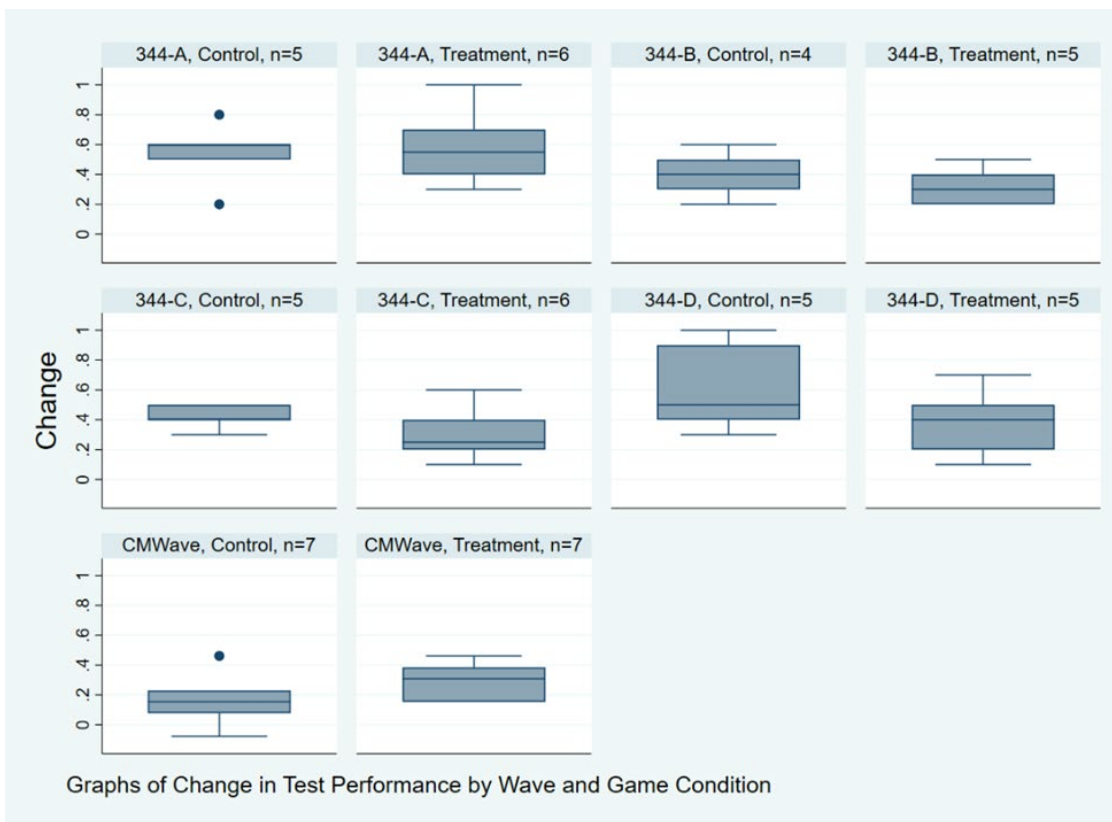 344-A, Control, n=5
344-A, Treatment, n=6
344-B, Control, n=4
344-B, Treatment, n=5
1
.8
.6
.4
.2
0
344-C, Control, n=5
344-C, Treatment, n=6
344-D, Control, n=5
344-D, Treatment, n=5
Change
1
.8
.6
.4
.2
0
CMWave, Control, n=7
CMWave, Treatment, n=7
1
.8
.6
.4
.2
0
Graphs of Change in Test Performance by Wave and Game Condition